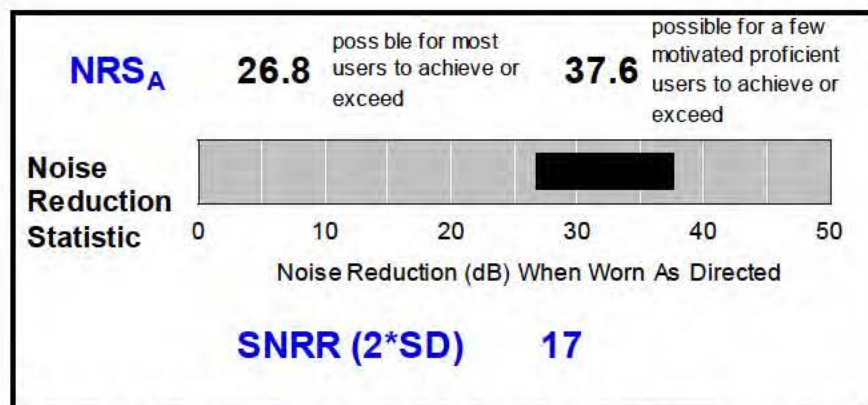 NRSA 26.8 poss ble for most users to achieve or exceed 37.6 possible for a few motivated proficient users to achieve or exceed
Noise
Reduction
Statistic
0 10 20 30 40 50
Noise Reduction (dB) When Worn As Directed
SNRR (2*SD) 17